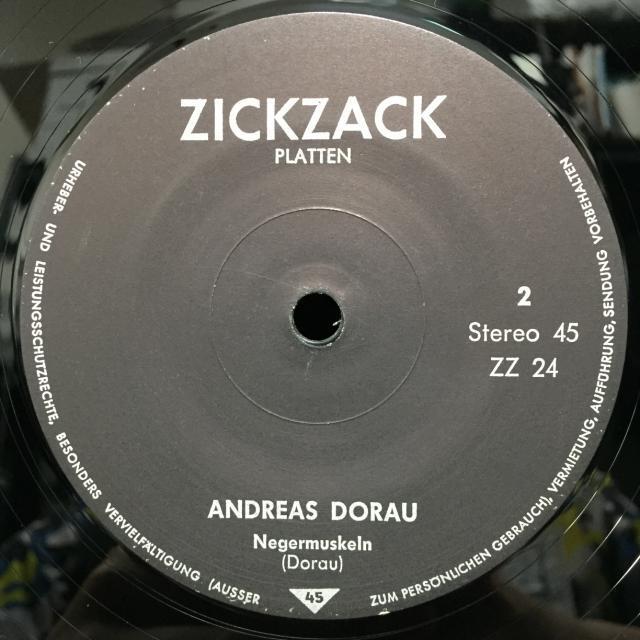 ZICKZACK
PLATTEN
2
Stereo 45
ZZ 24
ANDREAS DORAU
Negermuskeln
(Dorau)
45
URHEBER- UND LEISTUNGSSCHUTZRECHTE, BESONDERS VERVIELFÄLTIGUNG (AUSSER ZUM PERSÖNLICHEN GEBRAUCH), VERMIETUNG, AUFFÜHRUNG, SENDUNG VORBEHALTEN